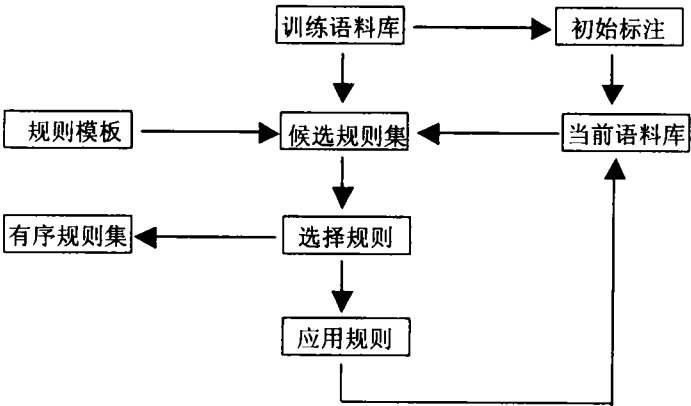 训练语料库
初始标注
规则模板
候选规则集
当前语料库
有序规则集
选择规则
应用规则